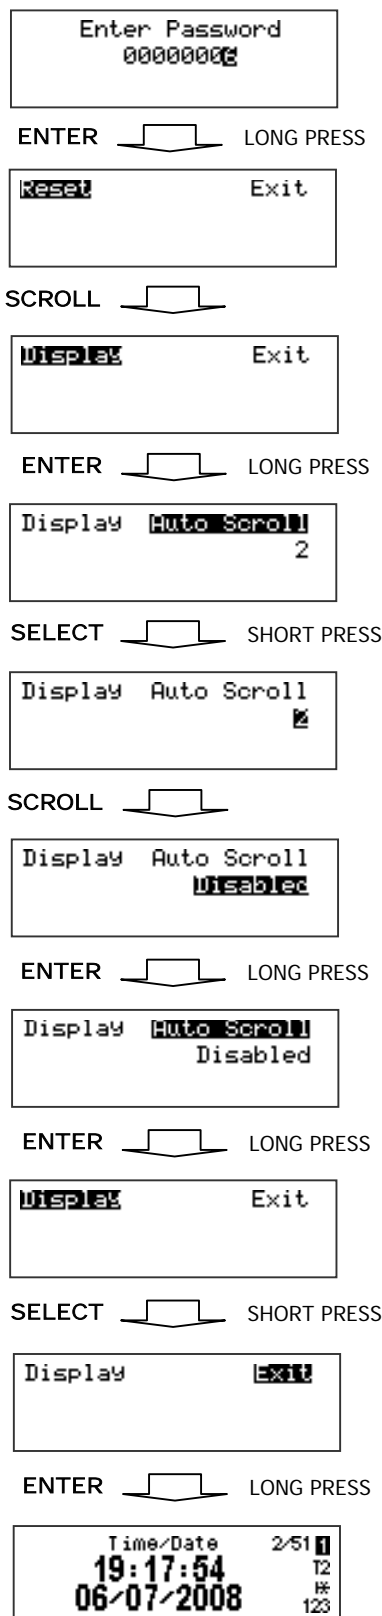 Enter Password
00000006
ENTER LONG PRESS
Reset Exit
SCROLL
Display Exit
ENTER LONG PRESS
Display Auto Scroll
2
SELECT SHORT PRESS
Display Auto Scroll
2
SCROLL
Display Auto Scroll
Disabled
ENTER LONG PRESS
Display Auto Scroll
Disabled
ENTER LONG PRESS
Display Exit
SELECT SHORT PRESS
Display Exit
ENTER LONG PRESS
Time/Date 2/51 1
19:17:54 T2
06/07/2008
123